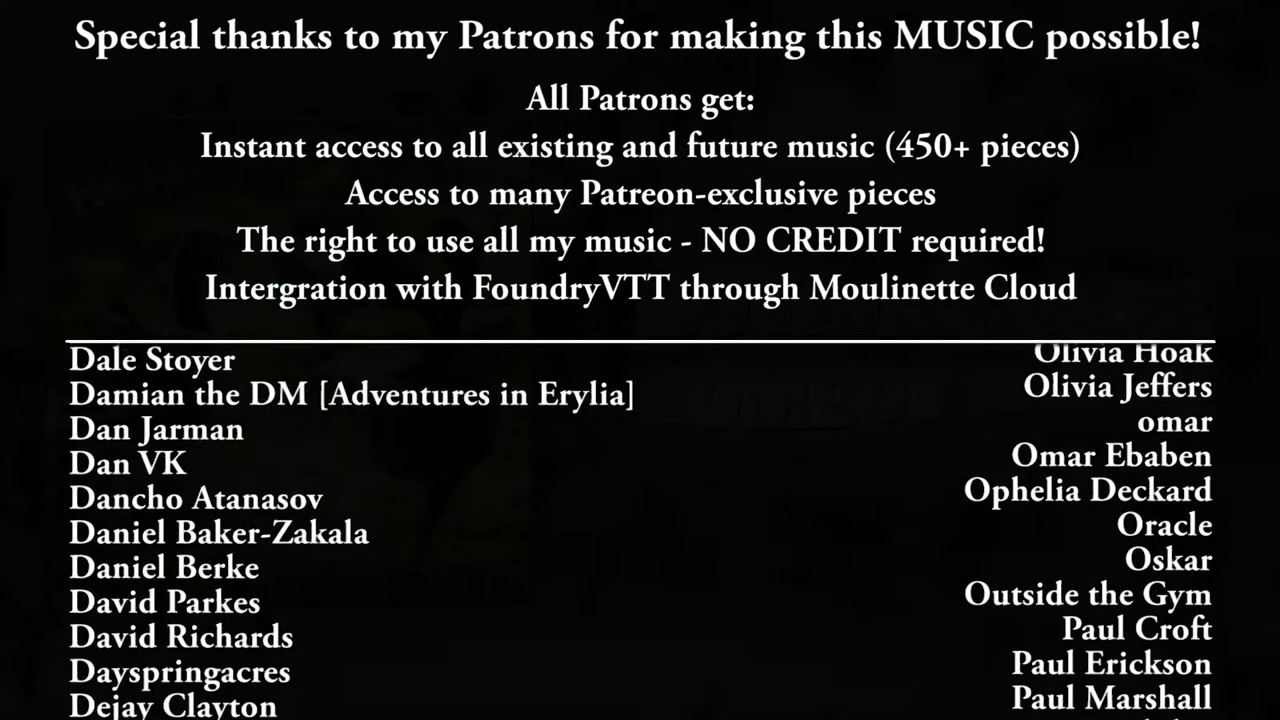 Special thanks to my Patrons for making this MUSIC possible!
All Patrons get:
Instant access to all existing and future music (450+ pieces)
Access to many Patreon-exclusive pieces
The right to use all my music - NO CREDIT required!
Intergration with FoundryVTT through Moulinette Cloud
Dale Stoyer
Damian the DM [Adventures in Erylia]
Dan Jarman
Dan VK
Dancho Atanasov
Daniel Baker-Zakala
Daniel Berke
David Parkes
David Richards
Dayspringacres
Dejay Clayton
Olivia Hoak
Olivia Jeffers
omar
Omar Ebaben
Ophelia Deckard
Oracle
Oskar
Outside the Gym
Paul Croft
Paul Erickson
Paul Marshall